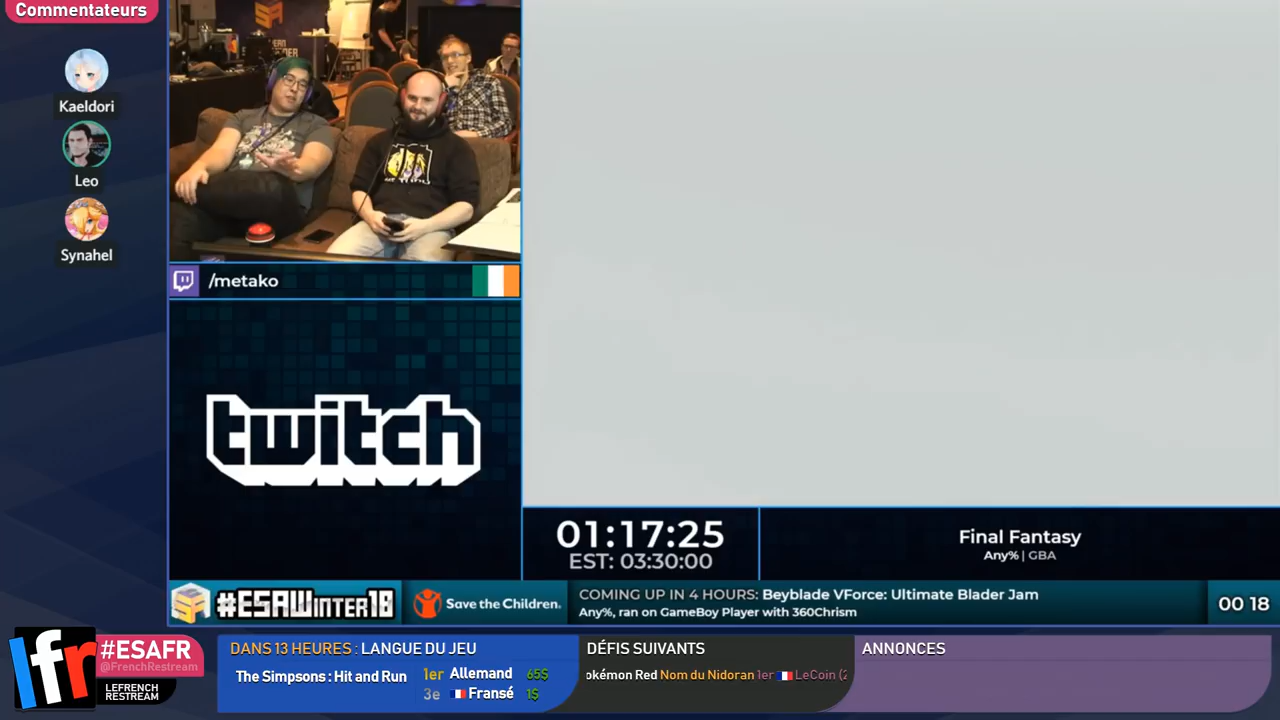 Commentateurs
Kaeldori
Leo
Synahel
/metako
twitch
01:17:25
EST: 03:30:00
Final Fantasy
Any% | GBA
#ESAWinter18
Save the Children.
COMING UP IN 4 HOURS: Beyblade VForce: Ultimate Blader Jam
Any%, ran on GameBoy Player with 360Chrism
00 18
lfr
#ESAFR
@FrenchRestream
LEFRENCH
RESTREAM
DANS 13 HEURES : LANGUE DU JEU
The Simpsons : Hit and Run
1er Allemand 65$
3e Fransé 1$
DÉFIS SUIVANTS
okémon Red Nom du Nidoran 1er LeCoin (2
ANNONCES